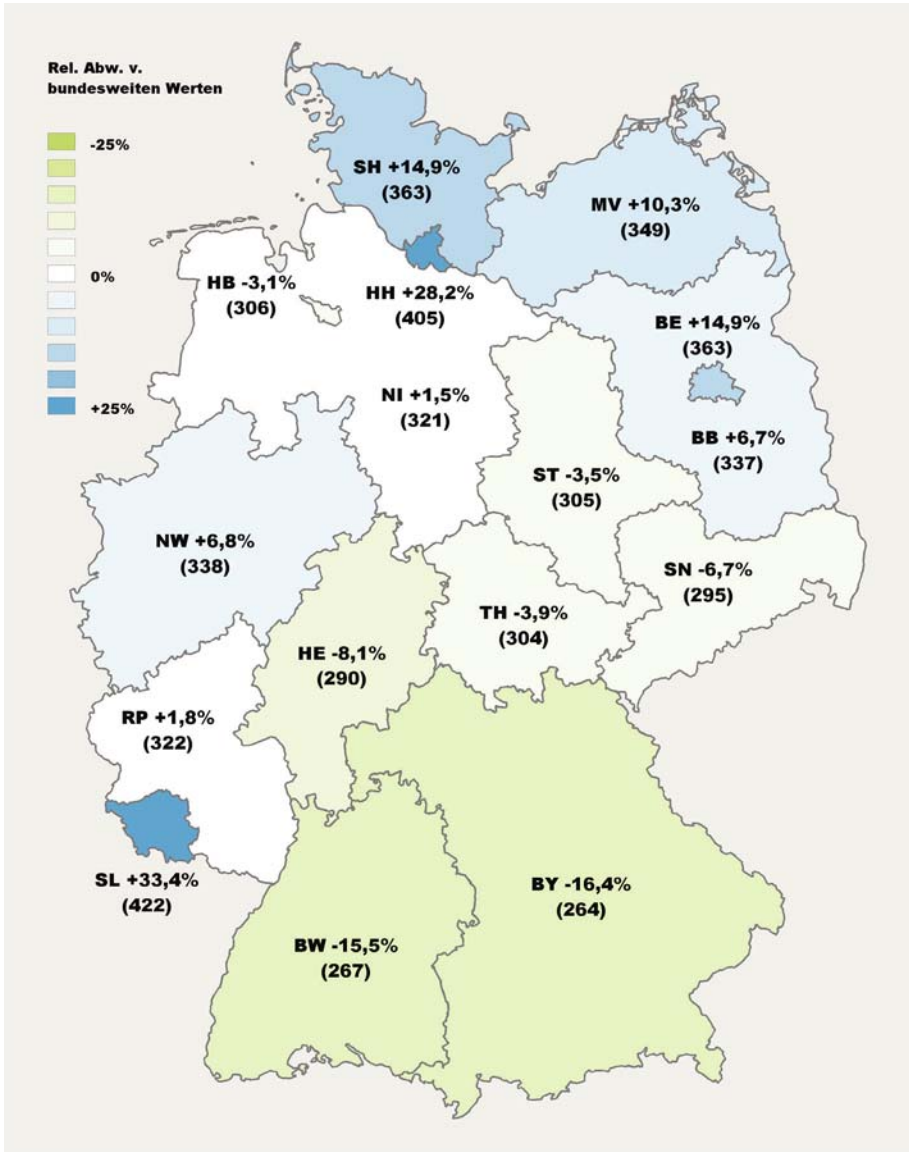 Rel. Abw. v.
bundesweiten Werten
-25%
0%
+25%
SH +14,9%
(363)
MV +10,3%
(349)
HB -3,1%
(306)
HH +28,2%
(405)
BE +14,9%
(363)
NI +1,5%
(321)
BB +6,7%
(337)
ST -3,5%
(305)
NW +6,8%
(338)
SN -6,7%
(295)
TH -3,9%
(304)
HE -8,1%
(290)
RP +1,8%
(322)
SL +33,4%
(422)
BY -16,4%
(264)
BW -15,5%
(267)